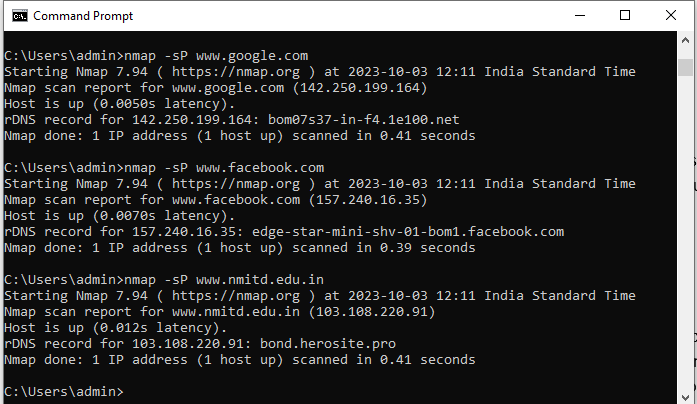 Command Prompt
C:\Users\admin>nmap -sP www.google.com
Starting Nmap 7.94 ( https://nmap.org ) at 2023-10-03 12:11 India Standard Time
Nmap scan report for www.google.com (142.250.199.164)
Host is up (0.0050s latency).
rDNS record for 142.250.199.164: bom07s37-in-f4.1e100.net
Nmap done: 1 IP address (1 host up) scanned in 0.41 seconds
C:\Users\admin>nmap -sP www.facebook.com
Starting Nmap 7.94 ( https://nmap.org ) at 2023-10-03 12:11 India Standard Time
Nmap scan report for www.facebook.com (157.240.16.35)
Host is up (0.0070s latency).
rDNS record for 157.240.16.35: edge-star-mini-shv-01-bom1.facebook.com
Nmap done: 1 IP address (1 host up) scanned in 0.39 seconds
C:\Users\admin>nmap -sP www.nmitd.edu.in
Starting Nmap 7.94 ( https://nmap.org ) at 2023-10-03 12:11 India Standard Time
Nmap scan report for www.nmitd.edu.in (103.108.220.91)
Host is up (0.012s latency).
rDNS record for 103.108.220.91: bond.herosite.pro
Nmap done: 1 IP address (1 host up) scanned in 0.41 seconds
C:\Users\admin>